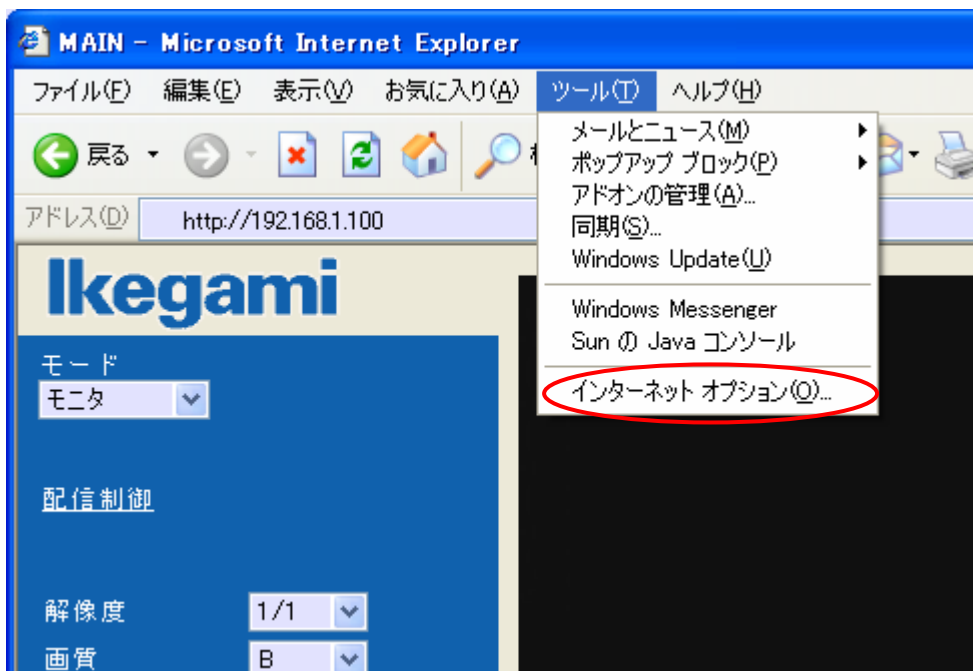 MAIN - Microsoft Internet Explorer
ファイル(F) 編集(E) 表示(V) お気に入り(A) ツール(T) ヘルプ(H)
戻る
メールとニュース(M)
ポップアップ ブロック(P)
アドオンの管理(A)...
同期(S)...
Windows Update(U)
Windows Messenger
Sun の Java コンソール
インターネット オプション(O)...
アドレス(D) http://192.168.1.100
Ikegami
モード
モニタ
配信制御
解像度 1/1
画質 B